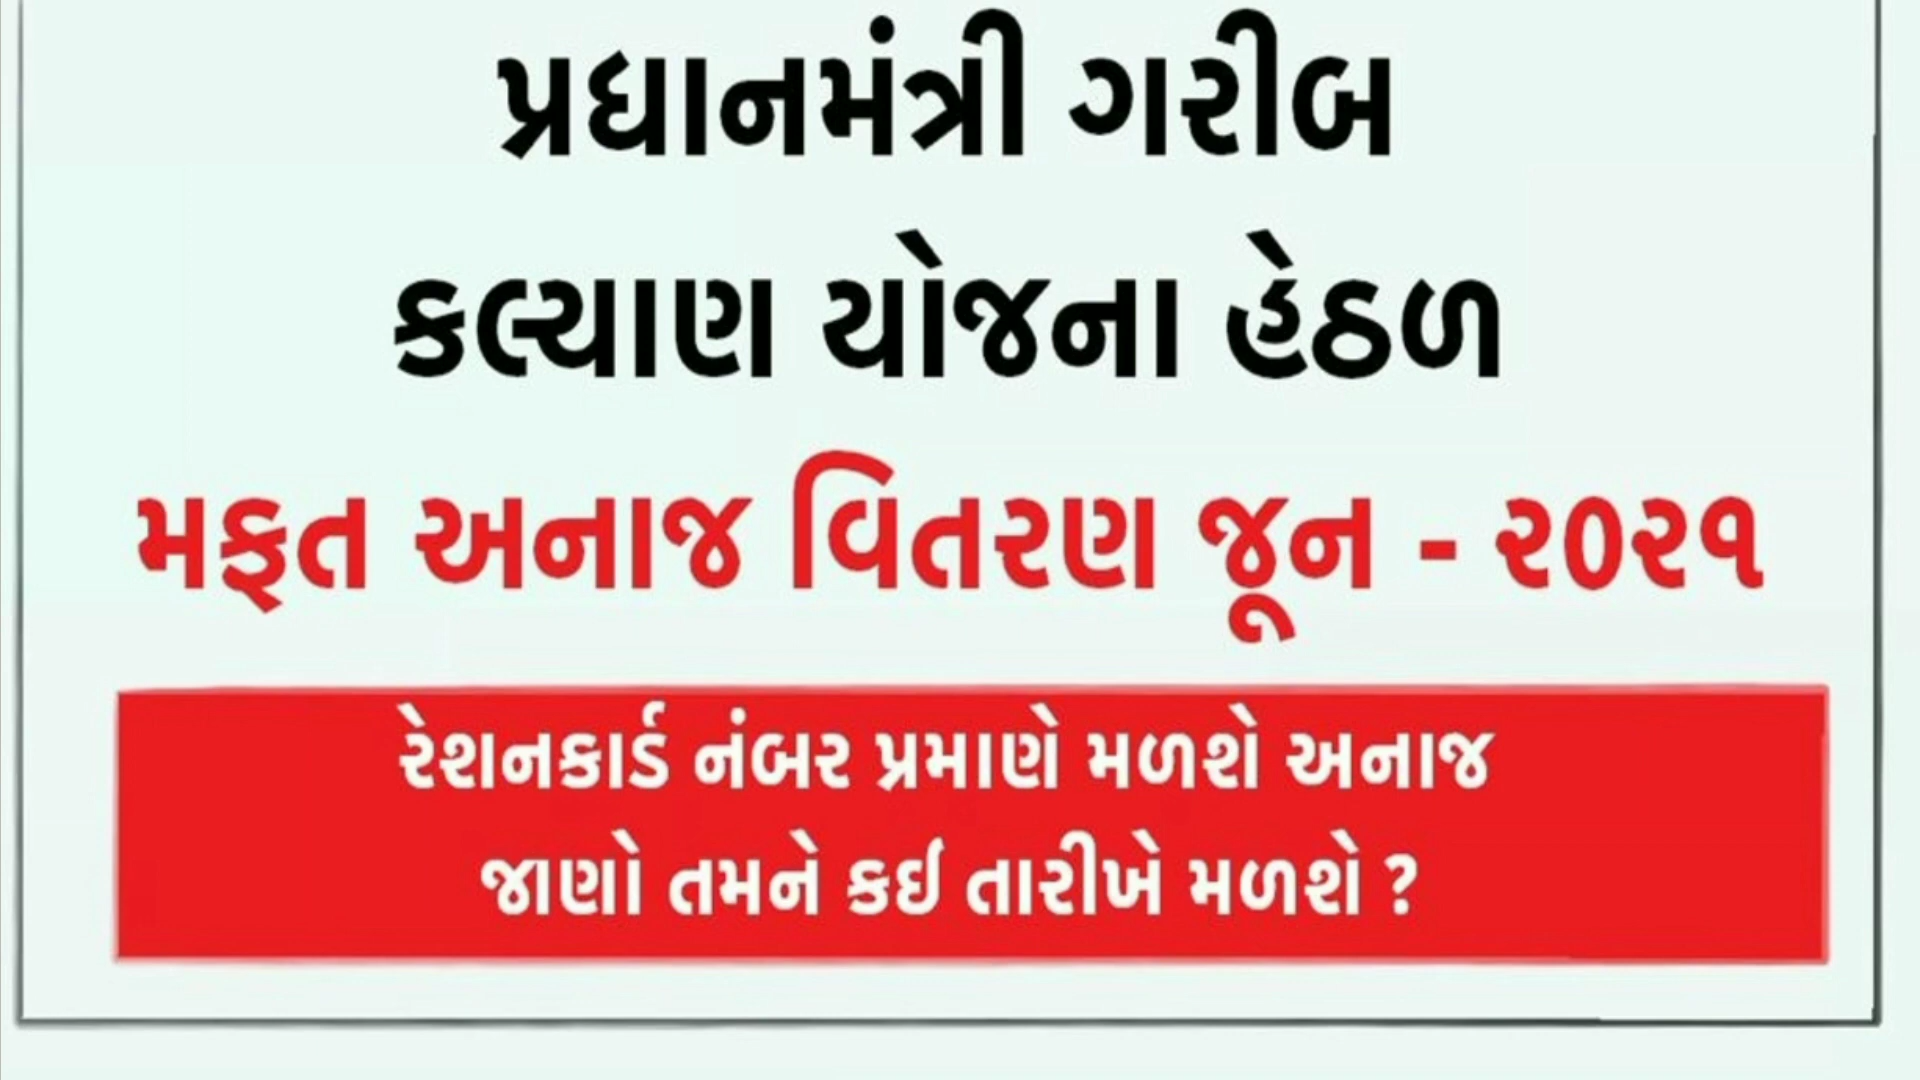 પ્રધાનમંત્રી ગરીબ
કલ્યાણ યોજના હેઠળ
મફત અનાજ વિતરણ જૂન - ૨૦૨૧
રેશનકાર્ડ નંબર પ્રમાણે મળશે અનાજ
જાણો તમને કઈ તારીખે મળશે ?